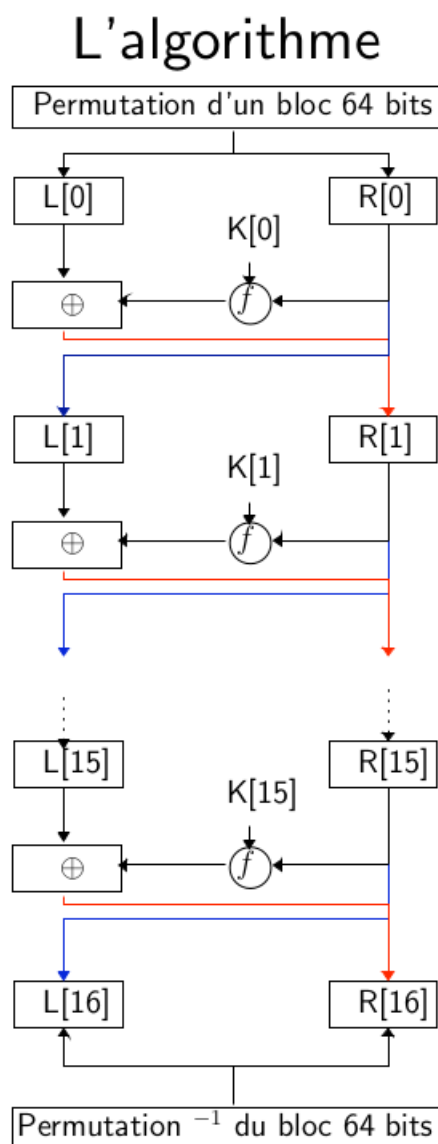 L'algorithme
Permutation d'un bloc 64 bits
L[0] R[0]
K[0]
⊕ f
L[1] R[1]
K[1]
⊕ f
L[15] R[15]
K[15]
⊕ f
L[16] R[16]
Permutation ⁻¹ du bloc 64 bits